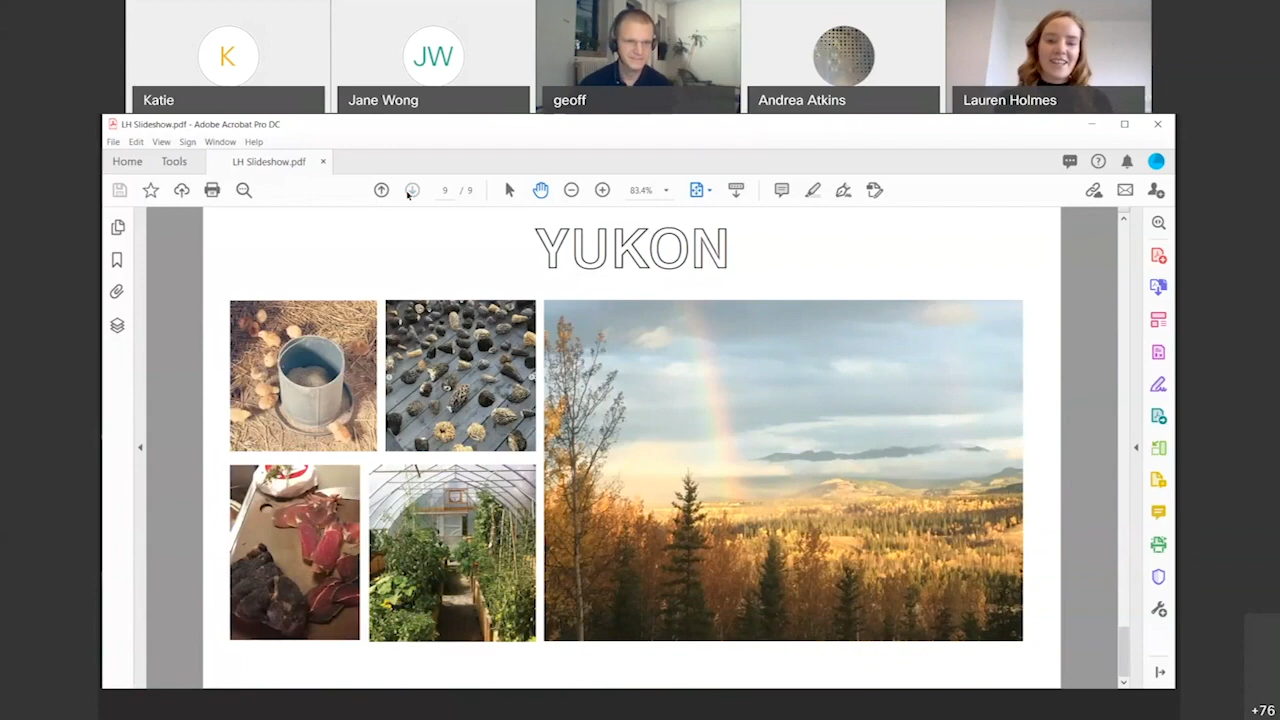 K
JW
Katie
Jane Wong
geoff
Andrea Atkins
Lauren Holmes
LH Slideshow.pdf - Adobe Acrobat Pro DC
File Edit View Sign Window Help
Home Tools LH Slideshow.pdf ×
9 / 9 83.4%
YUKON
+76